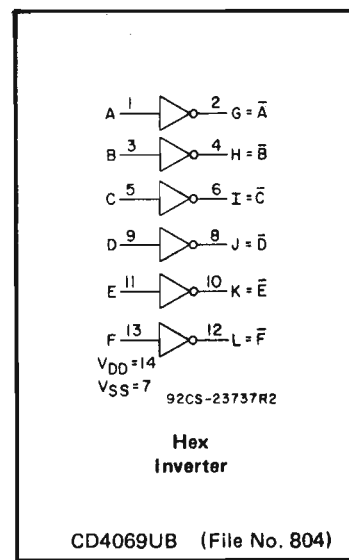 A 1 2 G = A̅
B 3 4 H = B̅
C 5 6 I = C̅
D 9 8 J = D̅
E 11 10 K = E̅
F 13 12 L = F̅
VDD = 14
VSS = 7
92CS-23737R2
Hex
Inverter
CD4069UB (File No. 804)